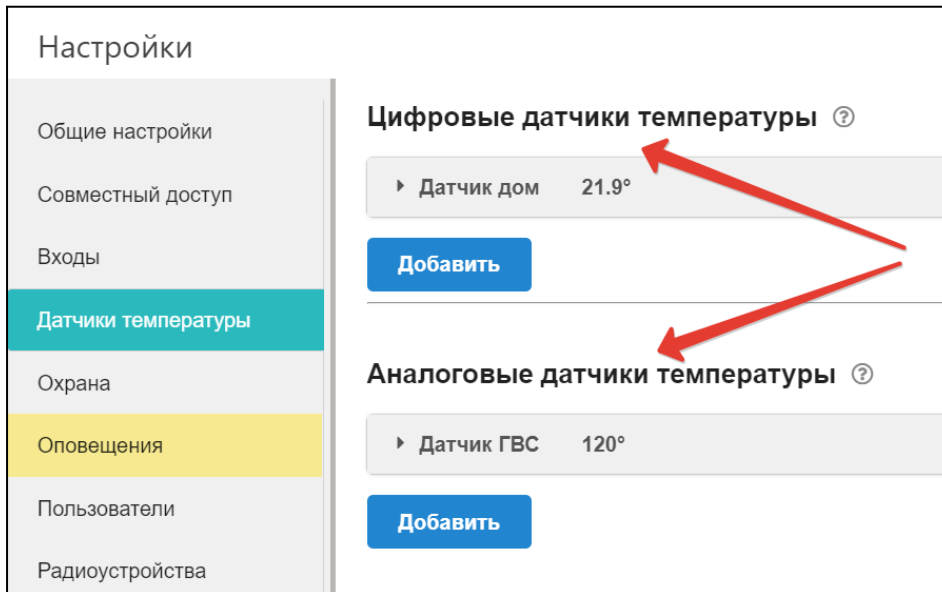 Настройки
Общие настройки
Совместный доступ
Входы
Датчики температуры
Охрана
Оповещения
Пользователи
Радиоустройства
Цифровые датчики температуры ?
Датчик дом 21.9°
Добавить
Аналоговые датчики температуры ?
Датчик ГВС 120°
Добавить